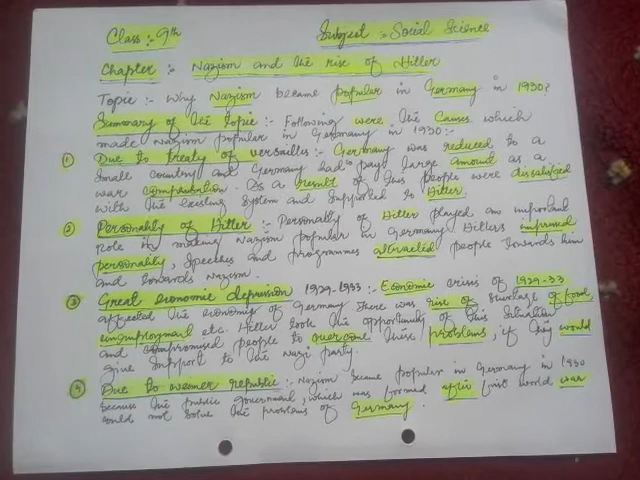 Class :- 9th Subject :- Social Science
Chapter :- Nazism and the rise of Hitler
Topic :- Why Nazism became popular in Germany in 1930?
Summary of the topic :- Following were the causes which
made Nazism popular in Germany in 1930:-
① Due to treaty of versailles :- Germany was reduced to a
small country and Germany had to pay large amount as a
war compensation. As a result of this people were dissatisfied
with the existing system and supported to Hitler.
② Personality of Hitler :- Personality of Hitler played an important
role in making Nazism popular in Germany Hitler's
personality, speeches and programmes attracted people towards him
and towards Nazism.
③ Great economic depression 1929-1933 :- Economic crisis of 1929-33
affected the economy of Germany There was rise of shortage of food,
unemployment etc. Hitler took the opportunity of this situation
and people to overcome these problems, if they would
give support to the Nazi party.
④ Due to weimer republic :- Nazism became popular in Germany in 1930
because the government, which was formed after first world war
could not solve the problems of Germany.